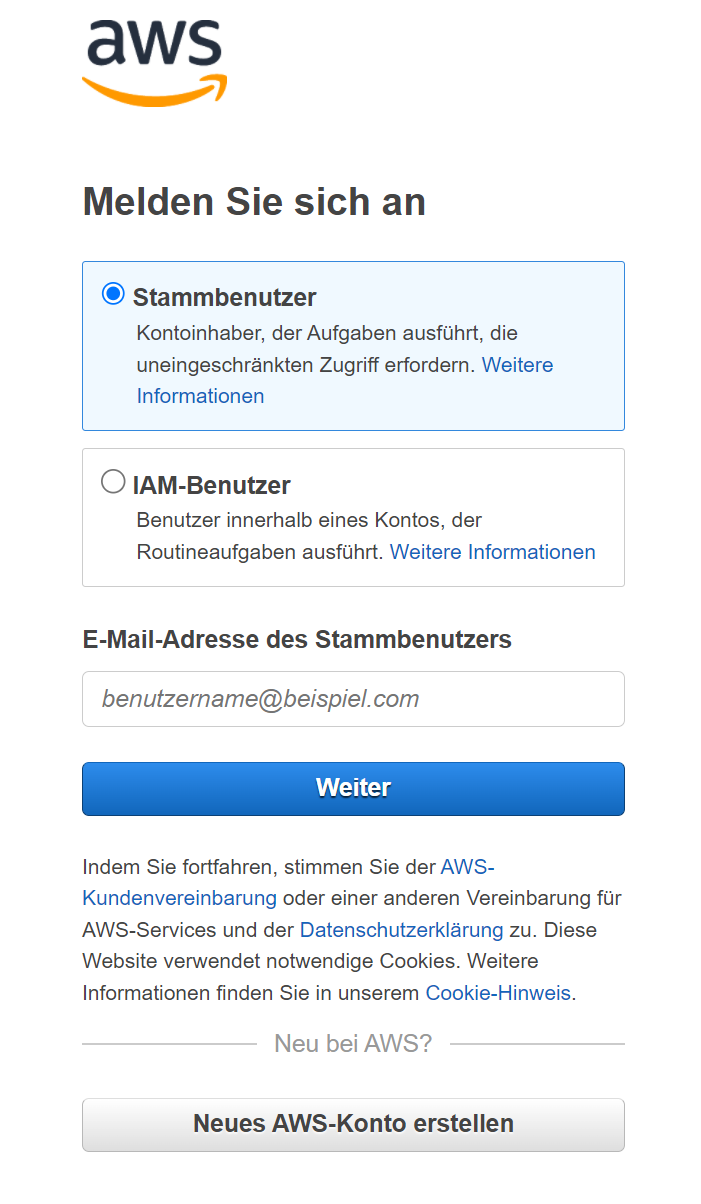 aws
Melden Sie sich an
Stammbenutzer
Kontoinhaber, der Aufgaben ausführt, die
uneingeschränkten Zugriff erfordern. Weitere
Informationen
IAM-Benutzer
Benutzer innerhalb eines Kontos, der
Routineaufgaben ausführt. Weitere Informationen
E-Mail-Adresse des Stammbenutzers
benutzername@beispiel.com
Weiter
Indem Sie fortfahren, stimmen Sie der AWS-
Kundenvereinbarung oder einer anderen Vereinbarung für
AWS-Services und der Datenschutzerklärung zu. Diese
Website verwendet notwendige Cookies. Weitere
Informationen finden Sie in unserem Cookie-Hinweis.
Neu bei AWS?
Neues AWS-Konto erstellen